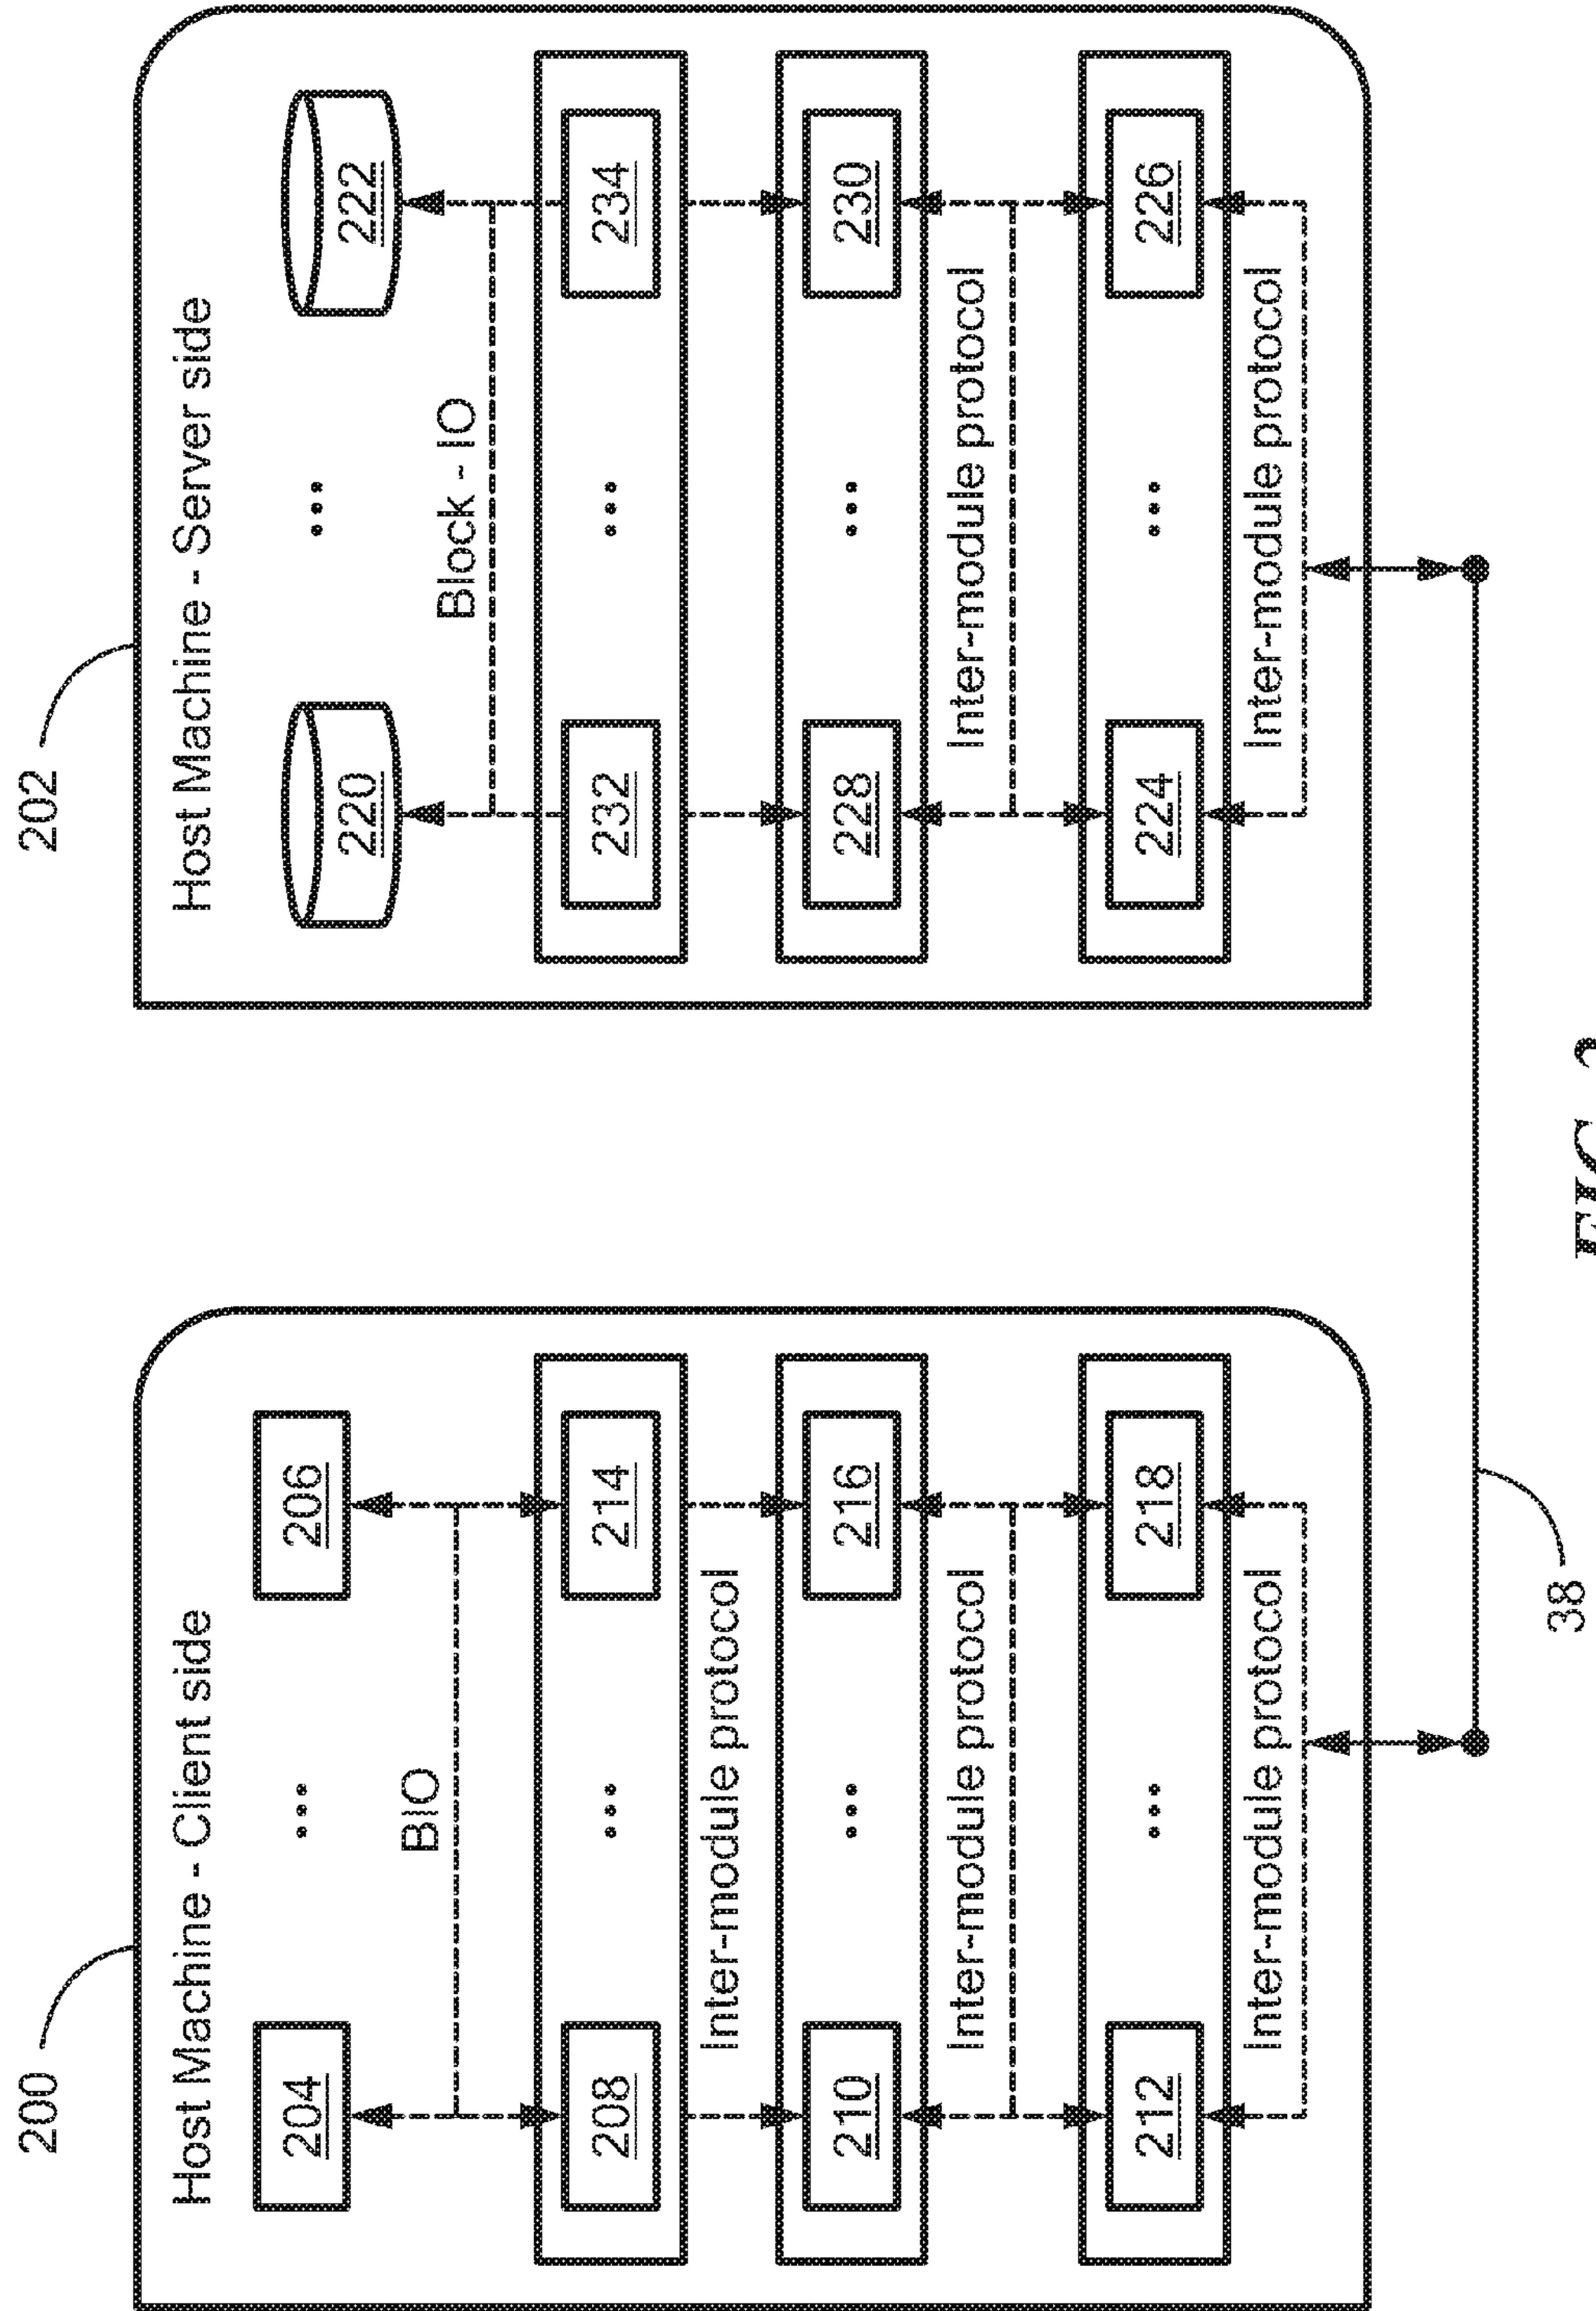 200
Host Machine - Client side
204
...
206
BIO
208
...
214
Inter-module protocol
210
...
216
Inter-module protocol
212
...
218
Inter-module protocol
38
202
Host Machine - Server side
220
...
222
Block - IO
232
...
234
228
...
230
Inter-module protocol
224
...
226
Inter-module protocol
FIG.